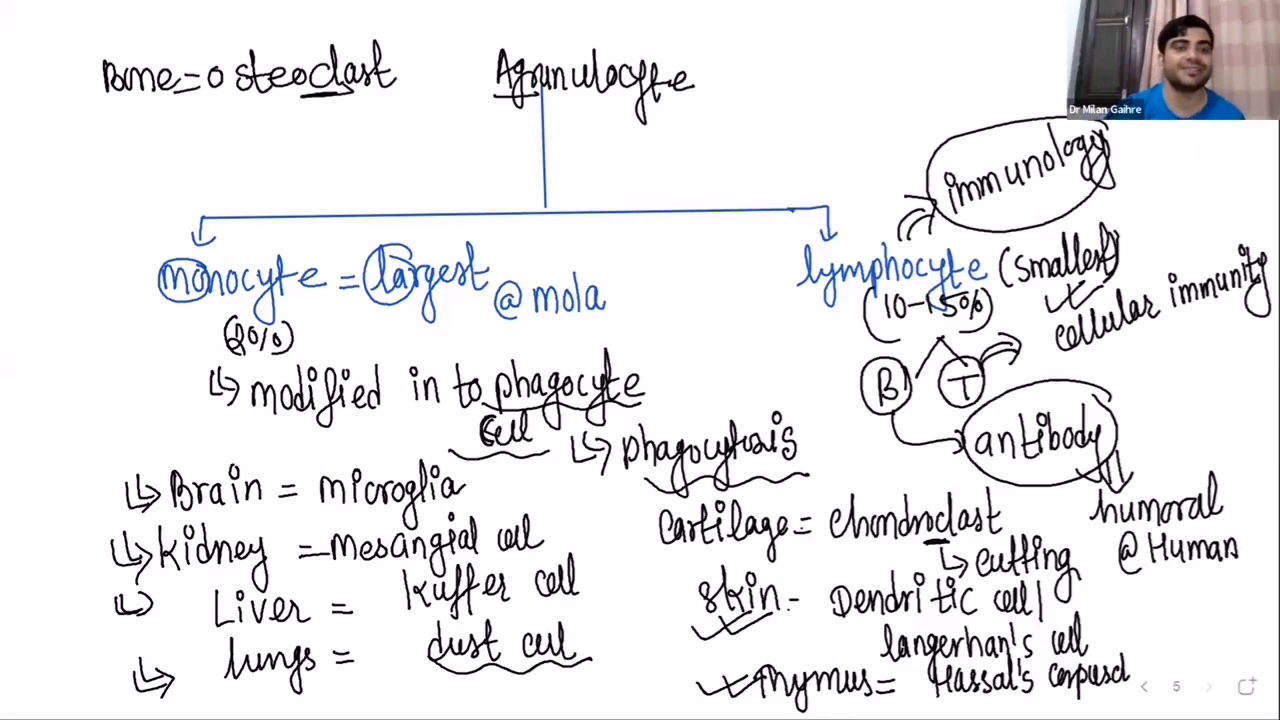 Bone = osteoclast
Agranulocyte
Dr Milan Gaihre
immunology
monocyte = largest @ mola
lymphocyte (smallest)
(10-15%)
cellular immunity
B T
modified in to phagocyte
cell
phagocytosis
antibody
humoral
@ Human
Brain = microglia
Kidney = mesangial cell
Liver = Kuffer cell
lungs = dust cell
Cartilage = chondroclast
cutting
skin - Dendritic cell/
langerhan's cell
Thymus = Hassal's
5